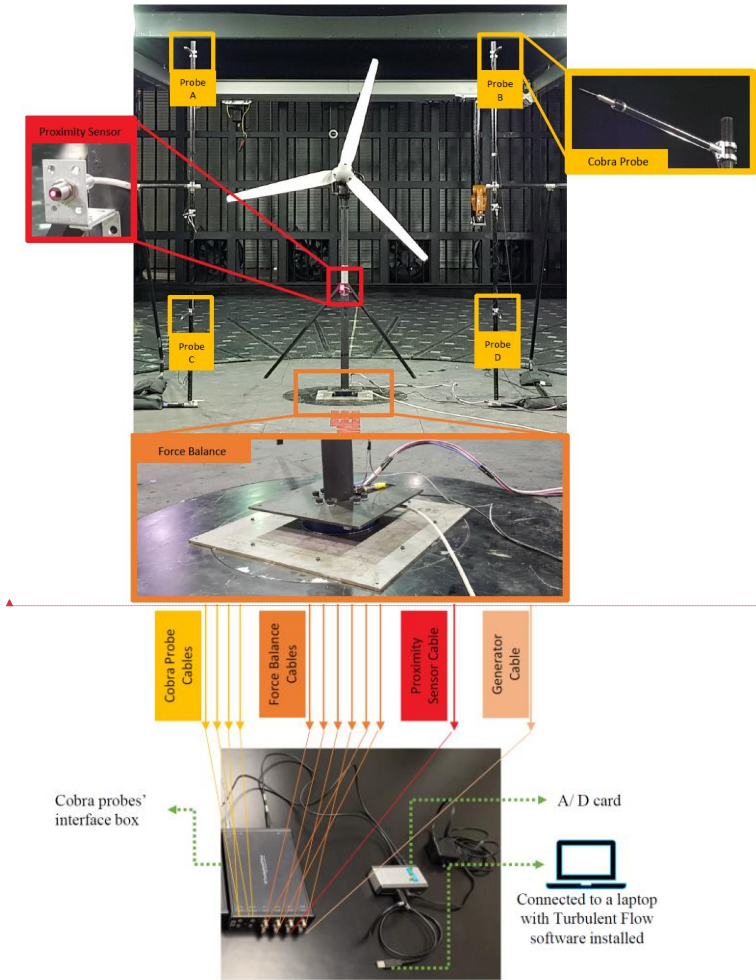 Probe
A
Probe
B
Proximity Sensor
Cobra Probe
Probe
C
Probe
D
Force Balance
Cobra Probe
Cables
Force Balance
Cables
Proximity
Sensor Cable
Generator
Cable
Cobra probes’
interface box
A/ D card
Connected to a laptop
with Turbulent Flow
software installed